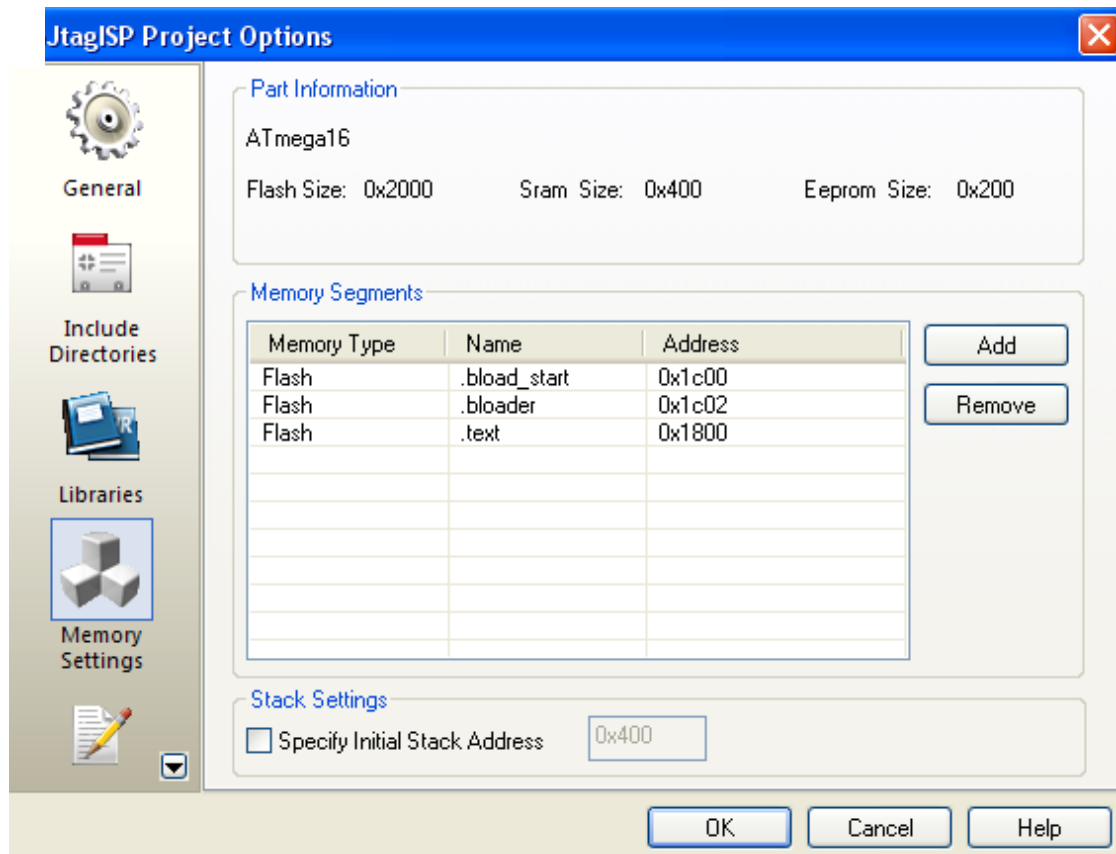 JtagISP Project Options
General
Include
Directories
Libraries
Memory
Settings
Part Information
ATmega16
Flash Size: 0x2000 Sram Size: 0x400 Eeprom Size: 0x200
Memory Segments
Memory Type Name Address
Flash .bload_start 0x1c00
Flash .bloader 0x1c02
Flash .text 0x1800
Add
Remove
Stack Settings
Specify Initial Stack Address 0x400
OK Cancel Help